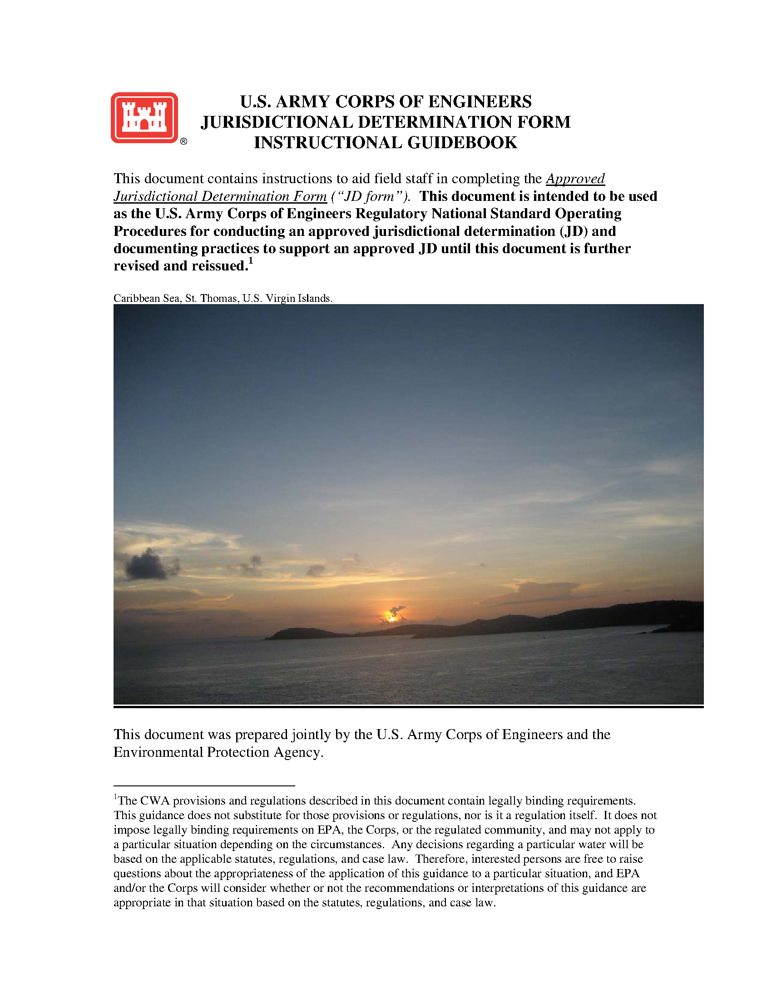 U.S. ARMY CORPS OF ENGINEERS
JURISDICTIONAL DETERMINATION FORM
INSTRUCTIONAL GUIDEBOOK
®
This document contains instructions to aid field staff in completing the Approved
Jurisdictional Determination Form (“JD form”).  This document is intended to be used
as the U.S. Army Corps of Engineers Regulatory National Standard Operating
Procedures for conducting an approved jurisdictional determination (JD) and
documenting practices to support an approved JD until this document is further
revised and reissued.1
Caribbean Sea, St. Thomas, U.S. Virgin Islands.
This document was prepared jointly by the U.S. Army Corps of Engineers and the
Environmental Protection Agency.
1The CWA provisions and regulations described in this document contain legally binding requirements.
This guidance does not substitute for those provisions or regulations, nor is it a regulation itself.  It does not
impose legally binding requirements on EPA, the Corps, or the regulated community, and may not apply to
a particular situation depending on the circumstances.  Any decisions regarding a particular water will be
based on the applicable statutes, regulations, and case law.  Therefore, interested persons are free to raise
questions about the appropriateness of the application of this guidance to a particular situation, and EPA
and/or the Corps will consider whether or not the recommendations or interpretations of this guidance are
appropriate in that situation based on the statutes, regulations, and case law.